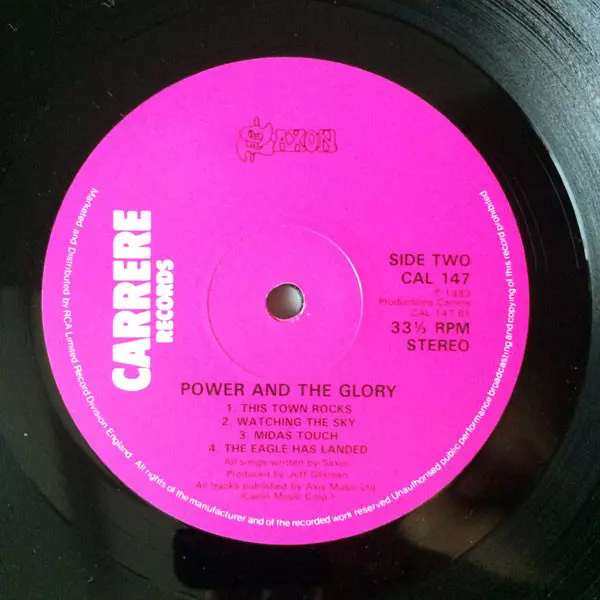 SAXON
CARRERE
RECORDS
SIDE TWO
CAL 147
℗ 1983
Productions Carrere
CAL 147 B1
33⅓ RPM
STEREO
POWER AND THE GLORY
1. THIS TOWN ROCKS
2. WATCHING THE SKY
3. MIDAS TOUCH
4. THE EAGLE HAS LANDED
All songs written by Saxon
Produced by Jeff Glixman
All tracks published by Axis Music Ltd
(Carlin Music Corp.)
Marketed and Distributed by RCA Limited Record Division England. All rights of the manufacturer and of the recorded work reserved Unauthorised public performance broadcasting and copying of this record prohibited